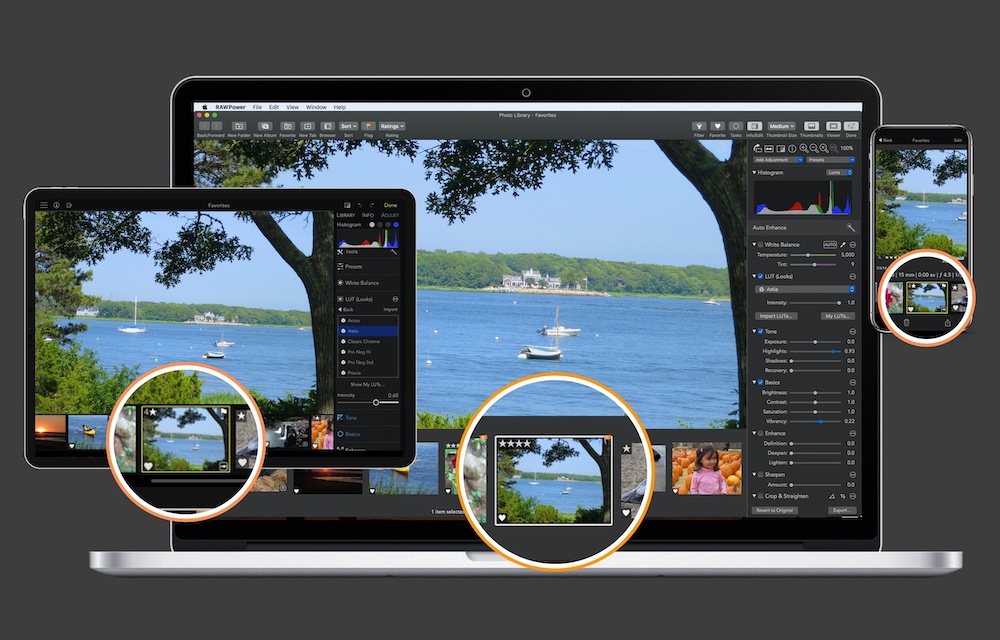 RAWPower File Edit View Window Help
Photo Library - Favorites
Back/Forward New Folder New Album Favorite New Tab Browser Sort Sort Flag Ratings Rating
Medium
Filter Favorite Tasks Info/Edit Thumbnail Size Thumbnails Viewer Done
100%
Add Adjustment Presets
Histogram Luma
Auto Enhance
White Balance AUTO
Temperature: 5,000
Tint: 9
LUT (Looks)
Astia
Intensity: 1.0
Import LUTs... My LUTs...
Tone
Exposure: 0.0
Highlights: 0.93
Shadows: 0.0
Recovery: 0.0
Basics
Brightness: 0.0
Contrast: 0.0
Saturation: 0.0
Vibrancy: 0.22
Enhance
Definition: 0.0
Deepen: 0.0
Lighten: 0.0
Sharpen
Amount: 0.0
Crop & Straighten
Revert to Original Export...
1 item selected
Favorites
Done
LIBRARY INFO ADJUST
Histogram
Tools
Presets
White Balance
LUT (Looks)
Back Import
Acros
Astia
Classic Chrome
Pro Neg Hi
Pro Neg Std
Provia
Show My LUTs...
Intensity 0.65
Tone
Basics
Enhance
4
Back Favorites Edit
15 mm | 0.00 ev | ƒ 4.5 |